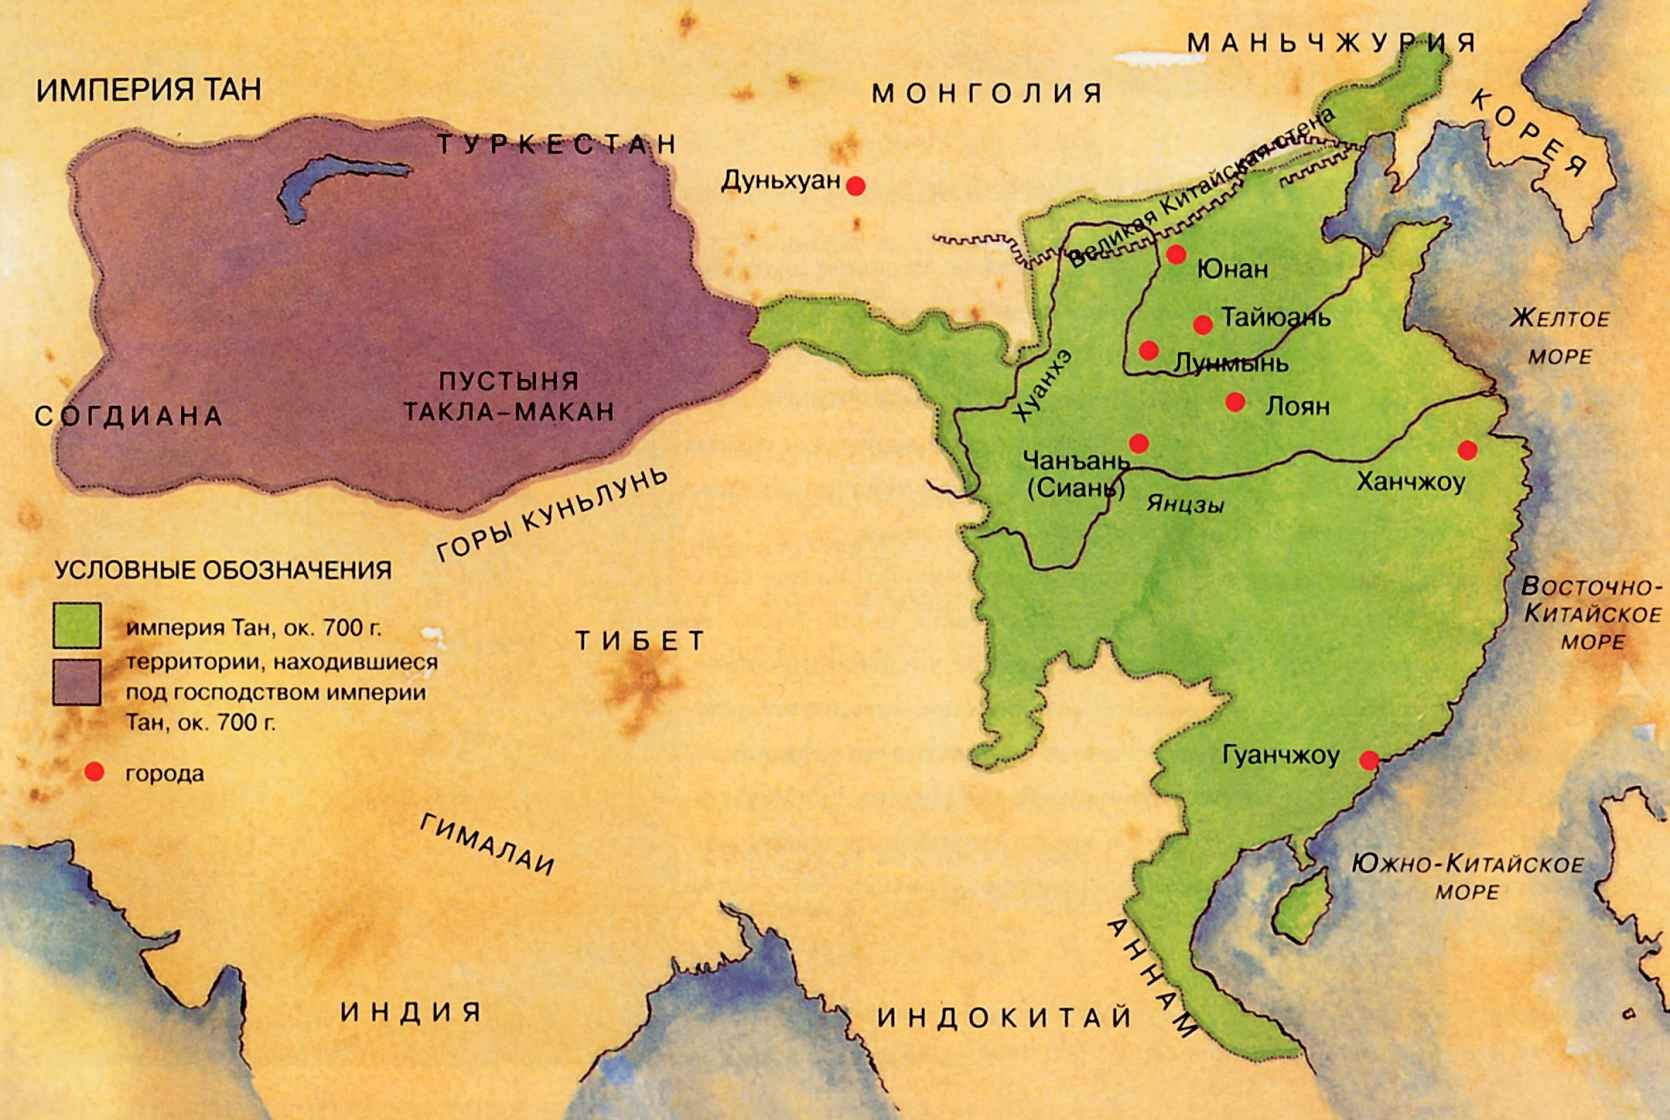 МАНЬЧЖУРИЯ
ИМПЕРИЯ ТАН
МОНГОЛИЯ
КОРЕЯ
ТУРКЕСТАН
Великая Китайская стена
Дуньхуан
Юнан
Тайюань
ЖЕЛТОЕ
МОРЕ
Лунмынь
Хуанхэ
ПУСТЫНЯ
ТАКЛА-МАКАН
СОГДИАНА
Лоян
Чанъань
(Сиань)
Ханчжоу
ЯНЦЗЫ
ГОРЫ КУНЬЛУНЬ
УСЛОВНЫЕ ОБОЗНАЧЕНИЯ
империя Тан, ок. 700 г.
территории, находившиеся
под господством империи
Тан, ок. 700 г.
города
ТИБЕТ
ВОСТОЧНО-
КИТАЙСКОЕ
МОРЕ
Гуанчжоу
ГИМАЛАИ
ЮЖНО-КИТАЙСКОЕ
МОРЕ
АННАМ
ИНДИЯ
ИНДОКИТАЙ